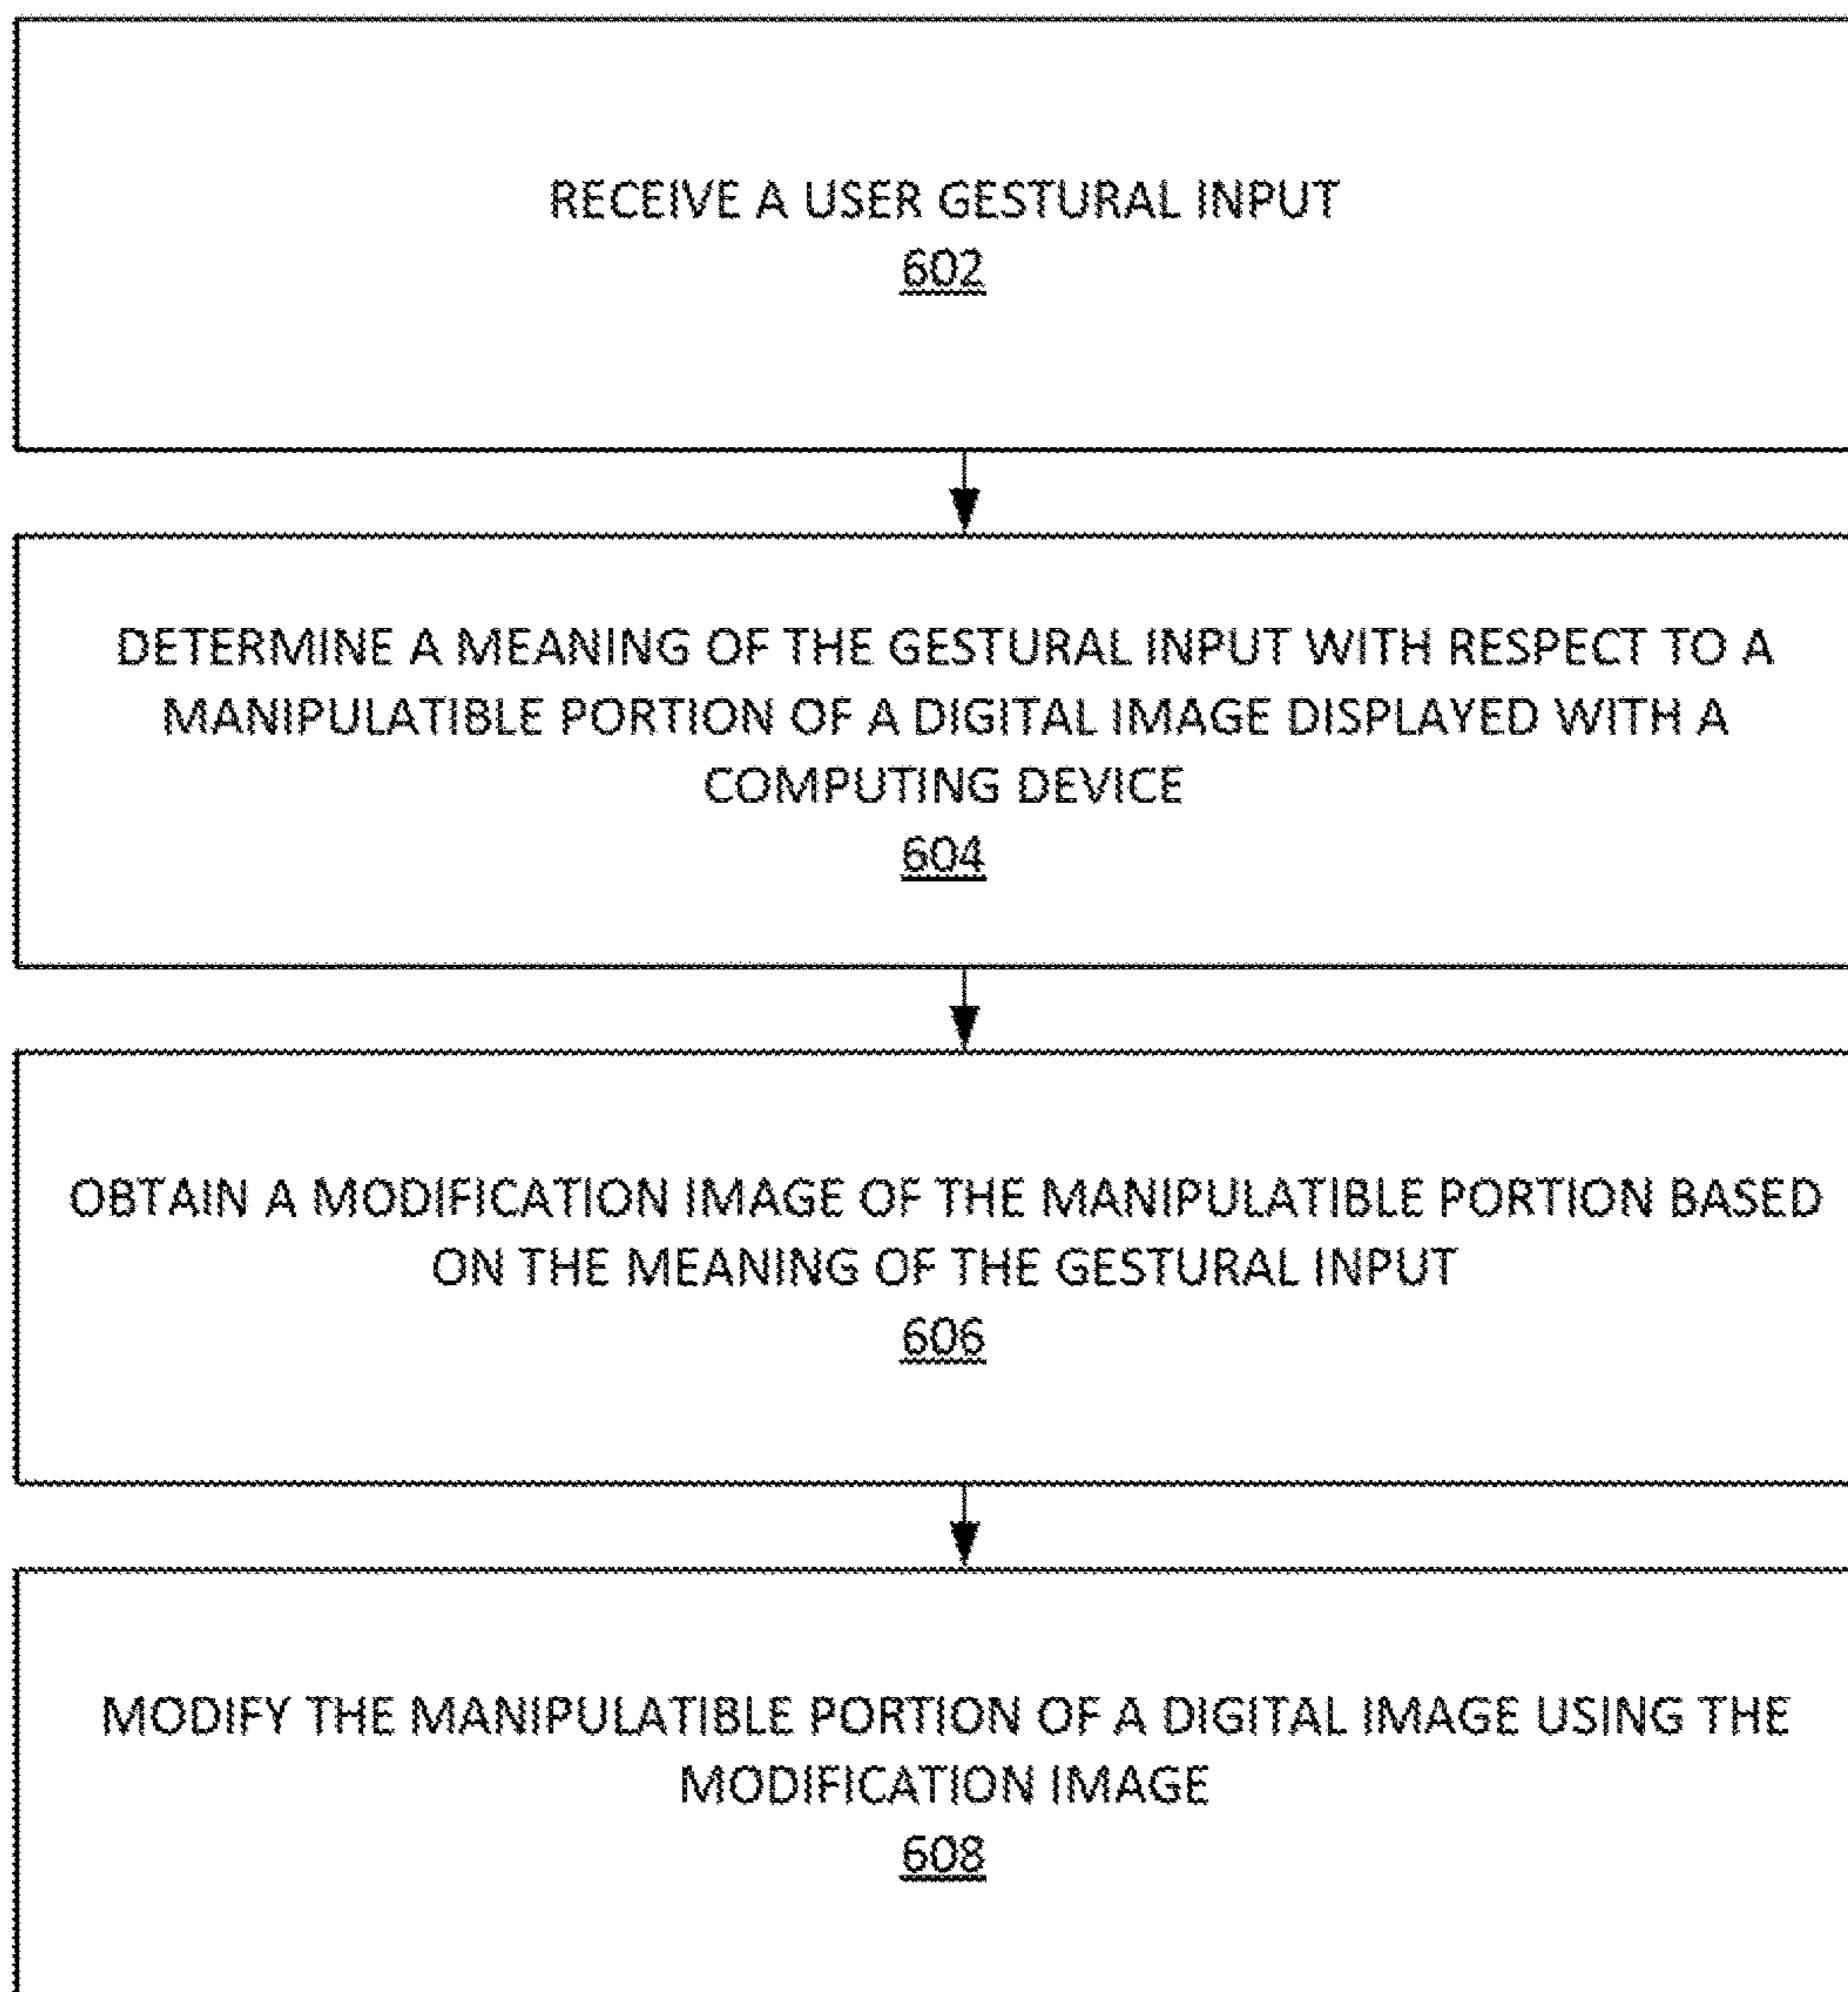 RECEIVE A USER GESTURAL INPUT
602
DETERMINE A MEANING OF THE GESTURAL INPUT WITH RESPECT TO A
MANIPULATIBLE PORTION OF A DIGITAL IMAGE DISPLAYED WITH A
COMPUTING DEVICE
604
OBTAIN A MODIFICATION IMAGE OF THE MANIPULATIBLE PORTION BASED
ON THE MEANING OF THE GESTURAL INPUT
606
MODIFY THE MANIPULATIBLE PORTION OF A DIGITAL IMAGE USING THE
MODIFICATION IMAGE
608